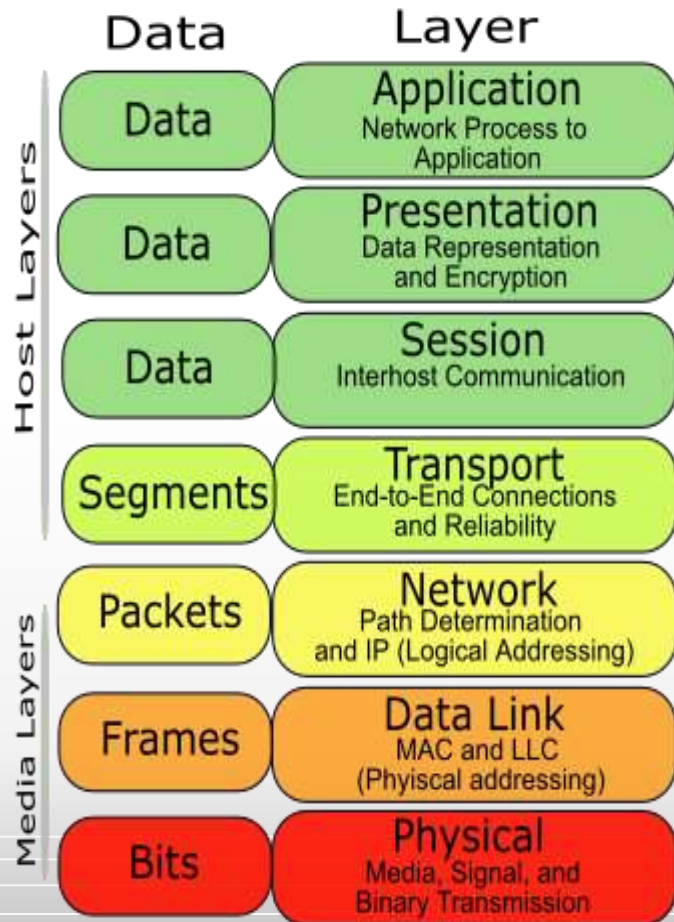 Data
Layer
Host Layers
Data
Application
Network Process to
Application
Data
Presentation
Data Representation
and Encryption
Data
Session
Interhost Communication
Segments
Transport
End-to-End Connections
and Reliability
Media Layers
Packets
Network
Path Determination
and IP (Logical Addressing)
Frames
Data Link
MAC and LLC
(Phyiscal addressing)
Bits
Physical
Media, Signal, and
Binary Transmission